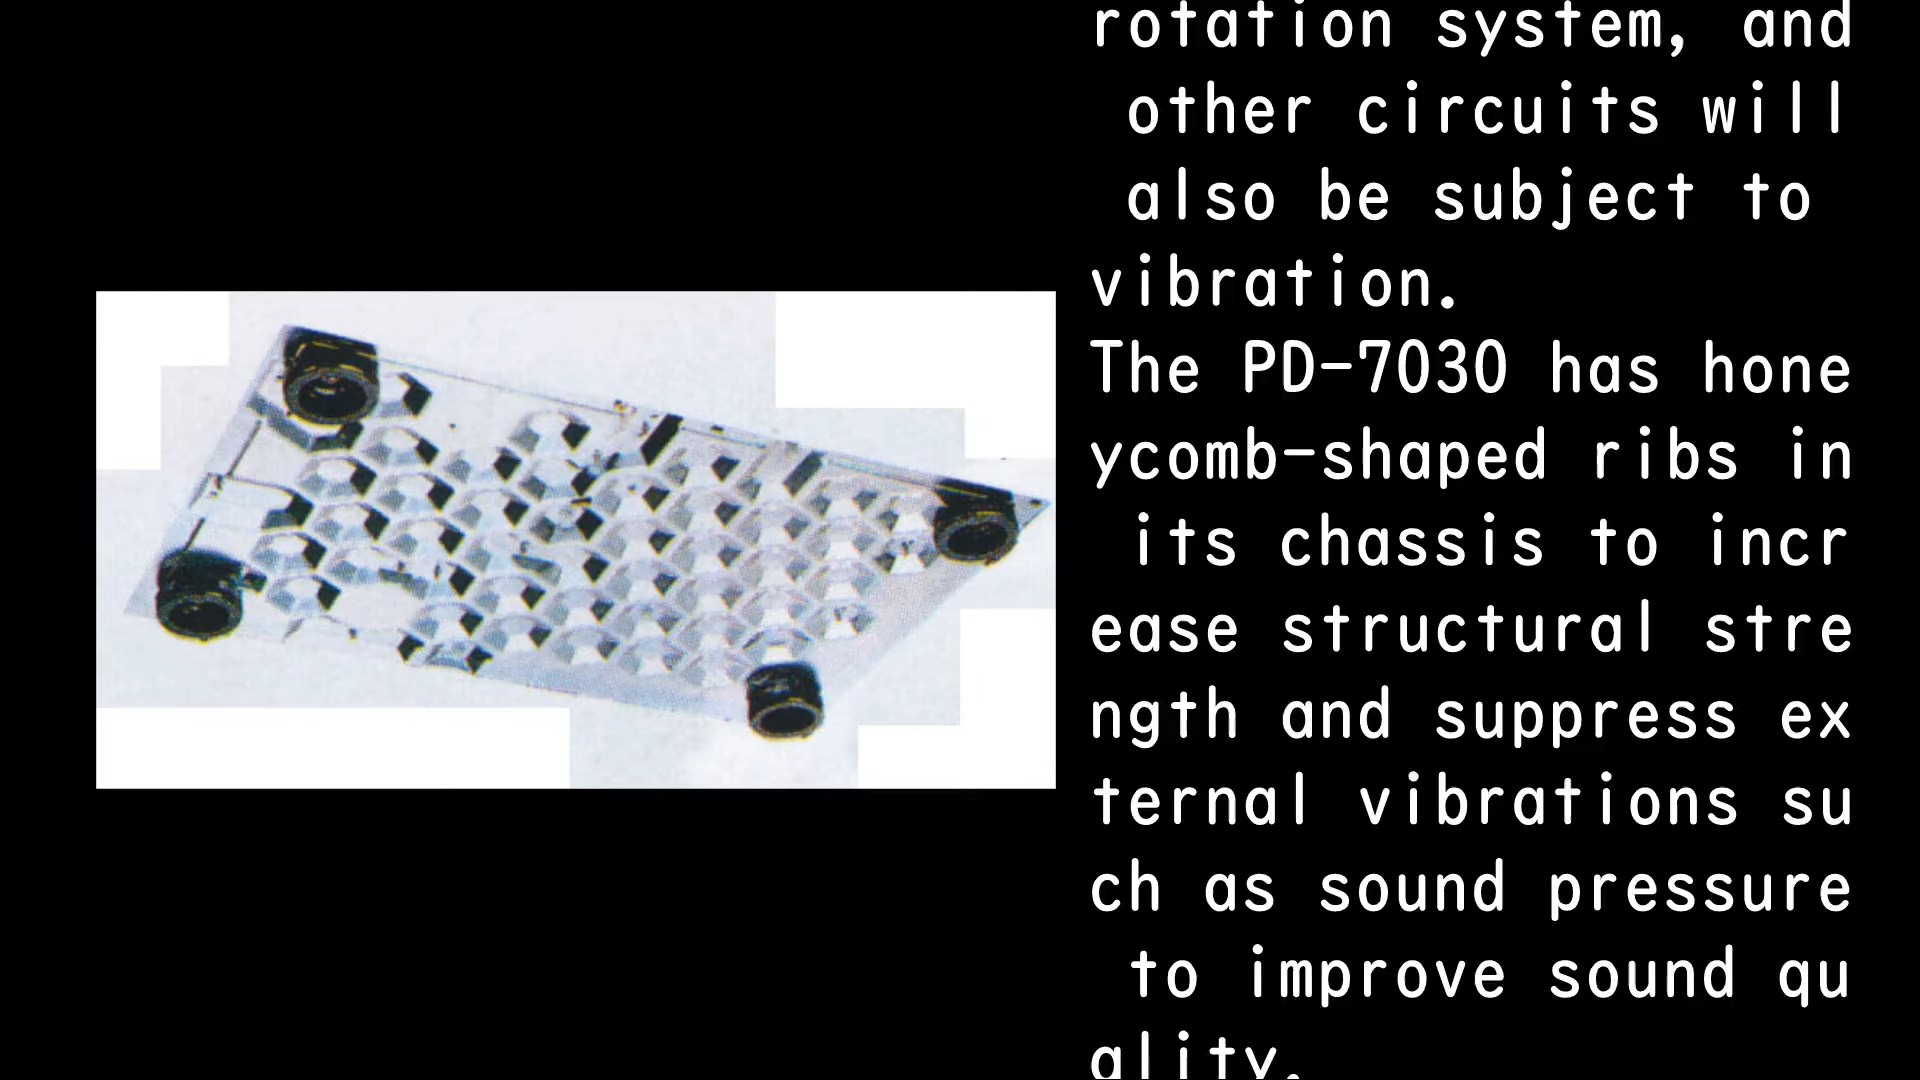 rotation system, and
other circuits will
also be subject to
vibration.
The PD-7030 has hone
ycomb-shaped ribs in
its chassis to incr
ease structural stre
ngth and suppress ex
ternal vibrations su
ch as sound pressure
to improve sound qu
ality.